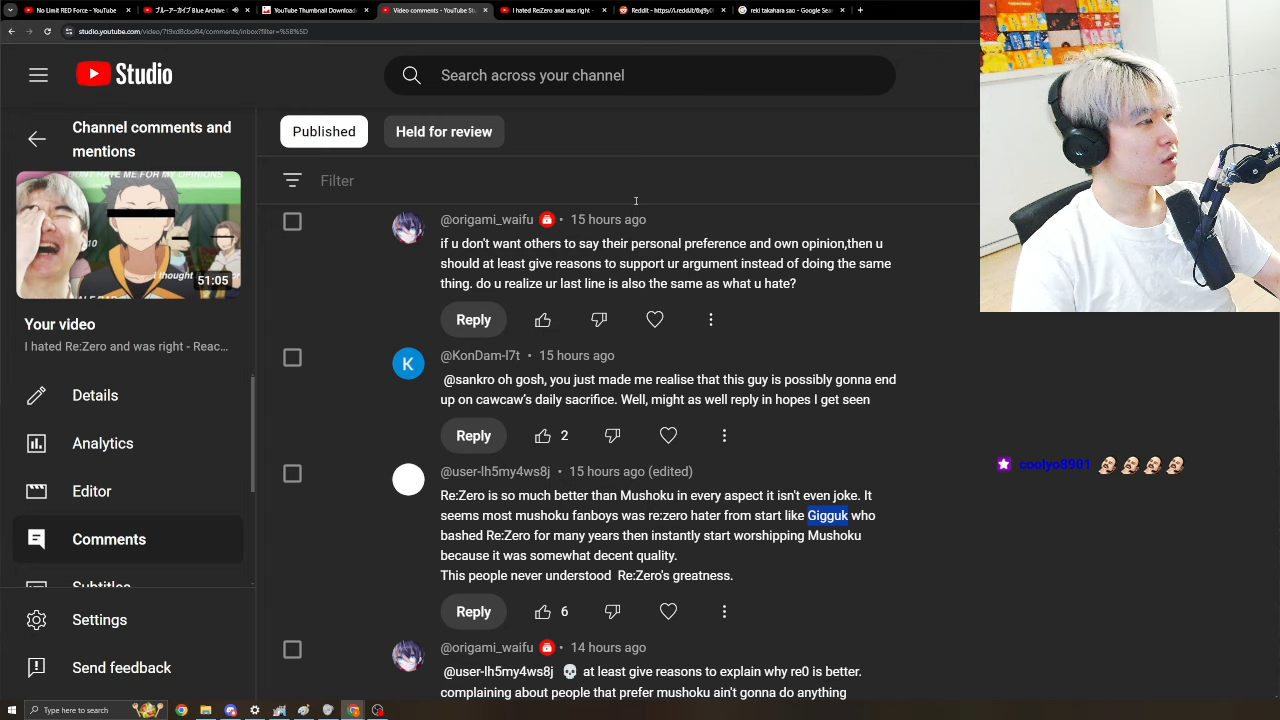 No Limit RED Force - YouTube
ブルーアーカイブ Blue Archive
YouTube Thumbnail Download
Video comments - YouTube S
I hated Re:Zero and was right -
Reddit - https://i.redd.it/
reki takahara sao - Google Sea
Studio
Search across your channel
Channel comments and
mentions
Published
Held for review
Filter
51:05
Your video
I hated Re:Zero and was right - Reac...
Details
Analytics
Editor
Comments
Subtitles
Settings
Send feedback
@origami_waifu • 15 hours ago
if u don't want others to say their personal preference and own opinion,then u
should at least give reasons to support ur argument instead of doing the same
thing. do u realize ur last line is also the same as what u hate?
Reply
K
@KonDam-l7t • 15 hours ago
@sankro oh gosh, you just made me realise that this guy is possibly gonna end
up on cawcaw's daily sacrifice. Well, might as well reply in hopes I get seen
Reply 2
@user-lh5my4ws8j • 15 hours ago (edited)
Re:Zero is so much better than Mushoku in every aspect it isn't even joke. It
seems most mushoku fanboys was re:zero hater from start like Gigguk who
bashed Re:Zero for many years then instantly start worshipping Mushoku
because it was somewhat decent quality.
This people never understood Re:Zero's greatness.
Reply 6
@origami_waifu • 14 hours ago
@user-lh5my4ws8j 💀 at least give reasons to explain why re0 is better.
complaining about people that prefer mushoku ain't gonna do anything
coolyo8901
Type here to search